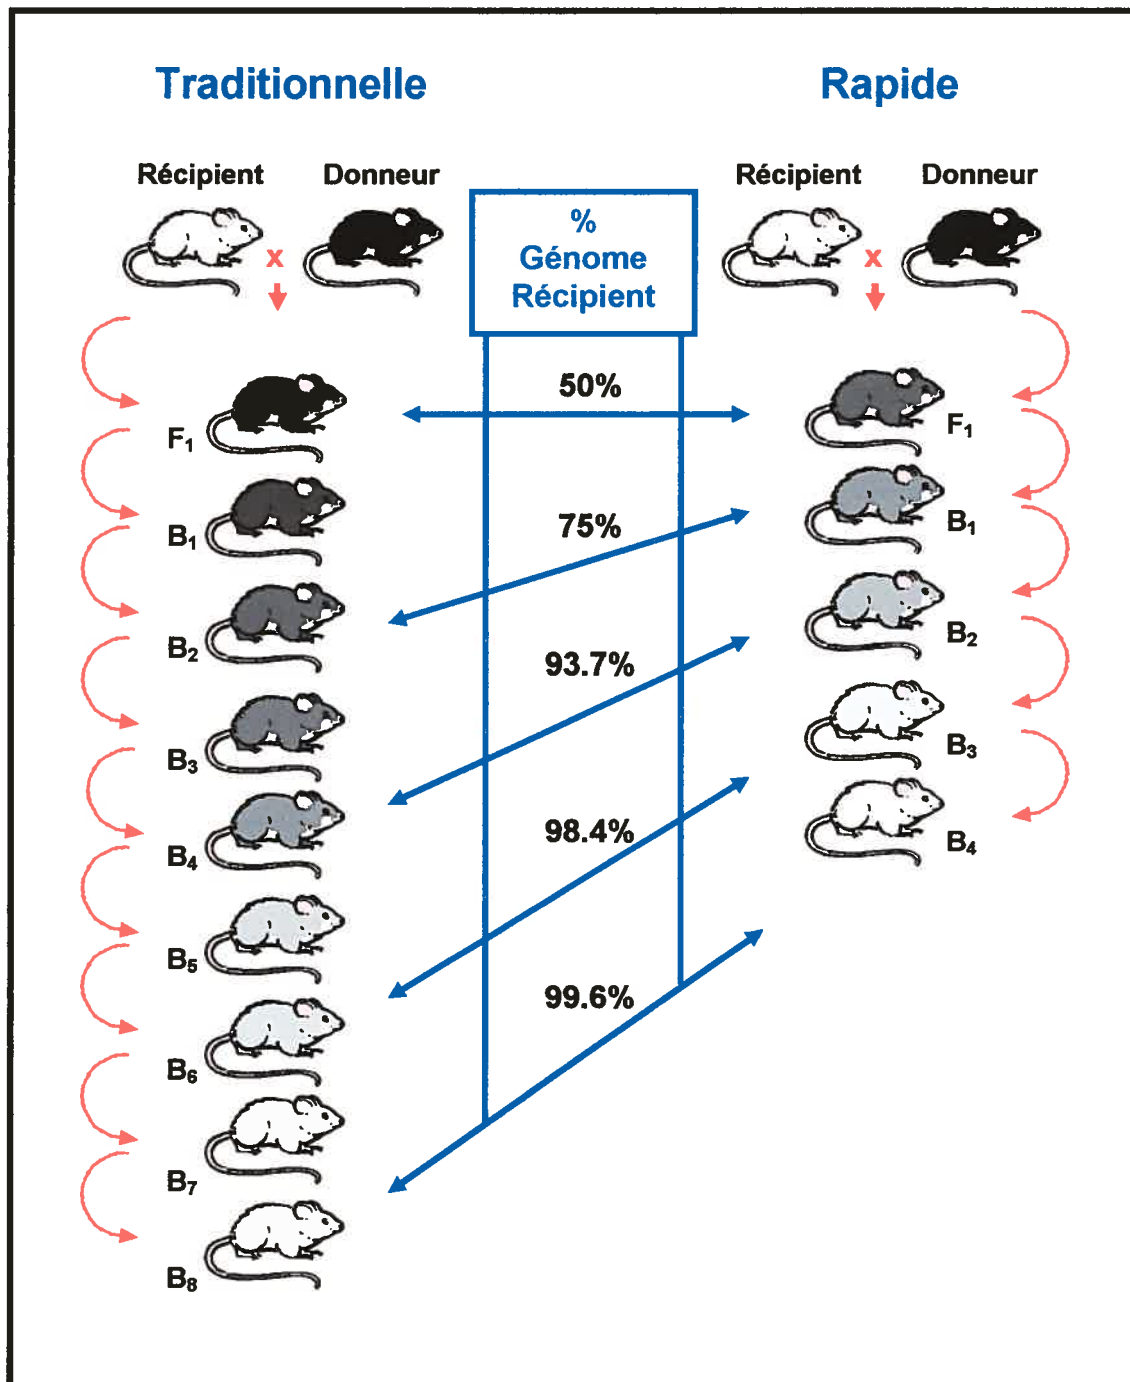 Traditionnelle
Rapide
Récipient Donneur
Récipient Donneur
x
x
%
Génome
Récipient
50%
75%
93.7%
98.4%
99.6%
F₁
B₁
B₂
B₃
B₄
B₅
B₆
B₇
B₈
F₁
B₁
B₂
B₃
B₄